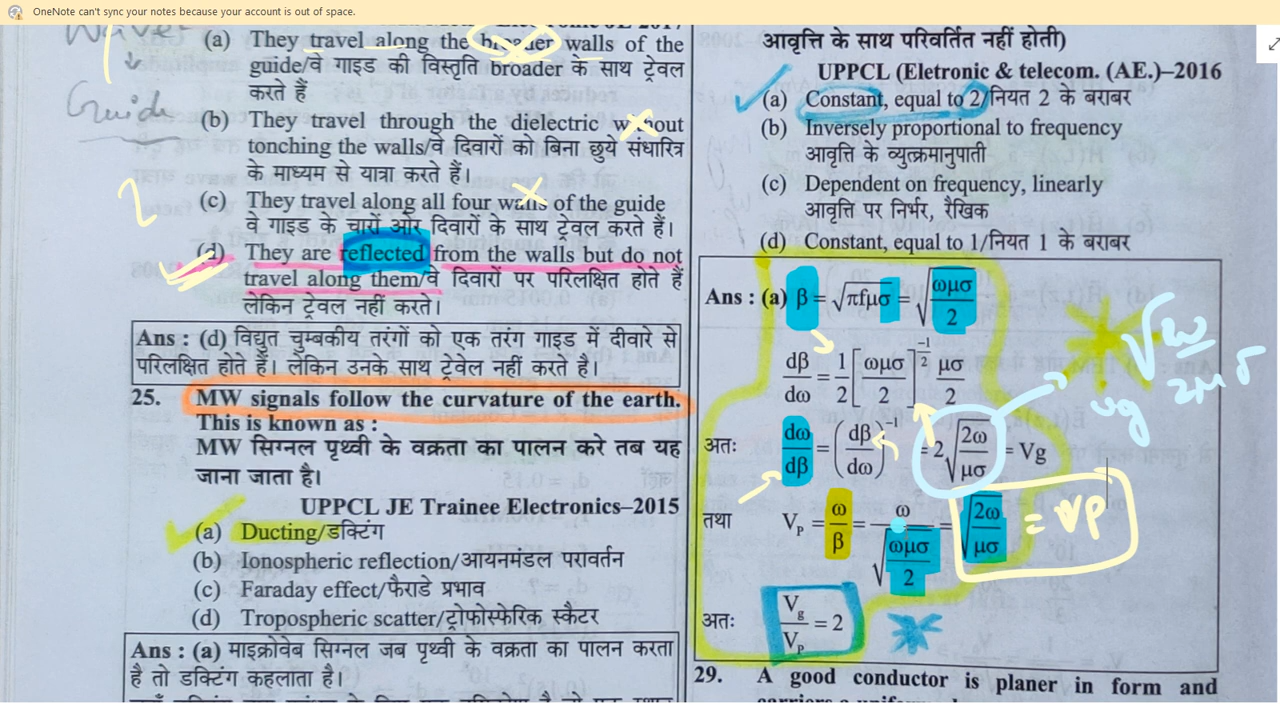 OneNote can't sync your notes because your account is out of space.
Guide
2
(a) They travel along the broader walls of the
guide/वे गाइड की विस्तृति broader के साथ ट्रेवल
करते हैं
(b) They travel through the dielectric without
tonching the walls/वे दिवारों को बिना छुये संधारित्र
के माध्यम से यात्रा करते हैं।
(c) They travel along all four walls of the guide
वे गाइड के चारों और दिवारों के साथ ट्रेवल करते हैं।
(d) They are reflected from the walls but do not
travel along them/वे दिवारों पर परिलक्षित होते हैं
लेकिन ट्रेवल नहीं करते।
Ans : (d) विद्युत चुम्बकीय तरंगों को एक तरंग गाइड में दीवारे से
परिलक्षित होते हैं। लेकिन उनके साथ ट्रेवेल नहीं करते है।
25. MW signals follow the curvature of the earth.
This is known as :
MW सिग्नल पृथ्वी के वक्रता का पालन करे तब यह
जाना जाता है।
UPPCL JE Trainee Electronics–2015
(a) Ducting/डक्टिंग
(b) Ionospheric reflection/आयनमंडल परावर्तन
(c) Faraday effect/फैराडे प्रभाव
(d) Tropospheric scatter/ट्रोफोस्फेरिक स्कैटर
Ans : (a) माइक्रोवेब सिग्नल जब पृथ्वी के वक्रता का पालन करता
है तो डक्टिंग कहलाता है।
आवृत्ति के साथ परिवर्तित नहीं होती)
UPPCL (Eletronic & telecom. (AE.)–2016
(a) Constant, equal to 2/नियत 2 के बराबर
(b) Inversely proportional to frequency
आवृत्ति के व्युत्क्रमानुपाती
(c) Dependent on frequency, linearly
आवृत्ति पर निर्भर, रैखिक
(d) Constant, equal to 1/नियत 1 के बराबर
Ans : (a) β = √πfμσ = √ωμσ/2
dβ/dω = 1/2 [ωμσ/2]^-1/2 μσ/2
अतः dω/dβ = (dβ/dω)^-1 = 2√2ω/μσ = Vg
√ω/2μσ
vg
तथा V_P = ω/β = ω/√ωμσ/2 = √2ω/μσ = VP
अतः V_g/V_P = 2
29. A good conductor is planer in form and